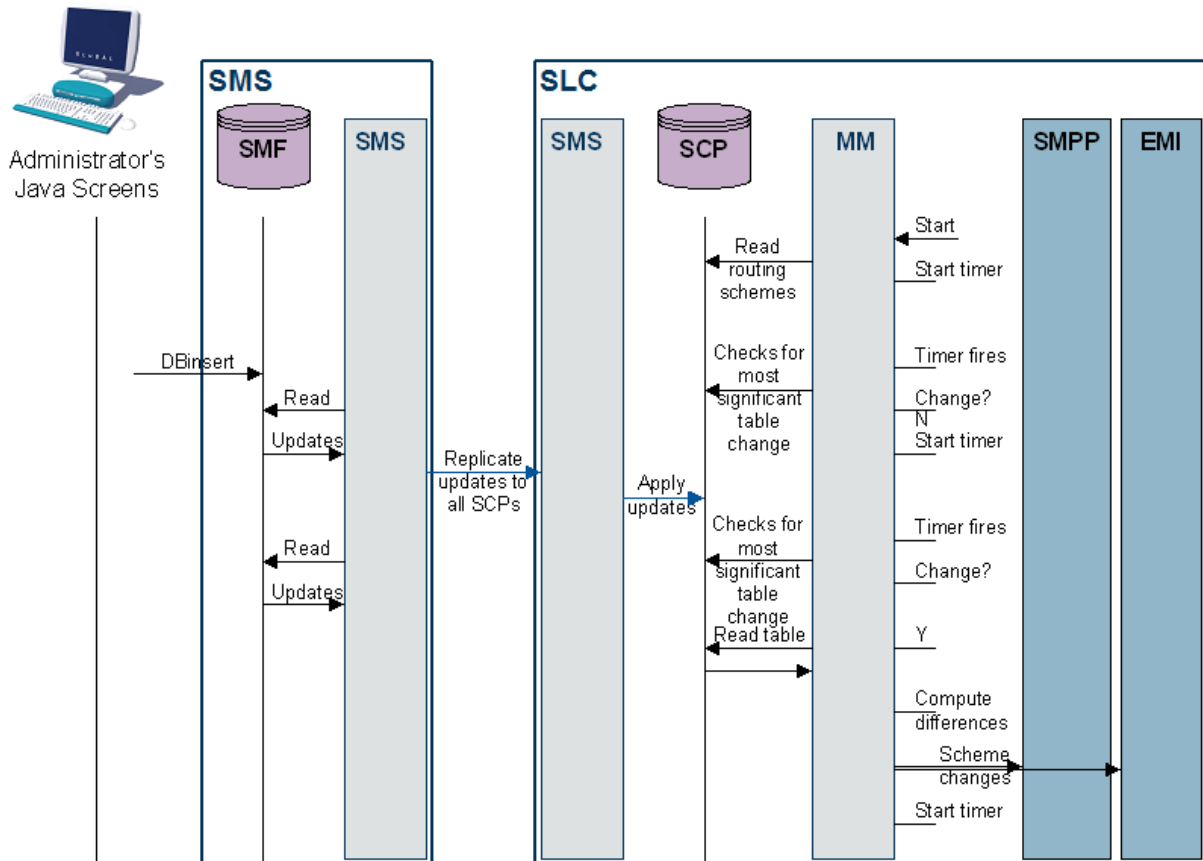 GLOBAL
Administrator's
Java Screens
SMS
SMF
SMS
SLC
SMS
SCP
MM
SMPP
EMI
Start
Read
routing
schemes
Start timer
DBinsert
Checks for
most
significant
table
change
Timer fires
Read
Change?
N
Updates
Start timer
Replicate
updates to
all SCPs
Apply
updates
Checks for
most
significant
table
change
Timer fires
Read
Change?
Updates
Read table
Y
Compute
differences
Scheme
changes
Start timer